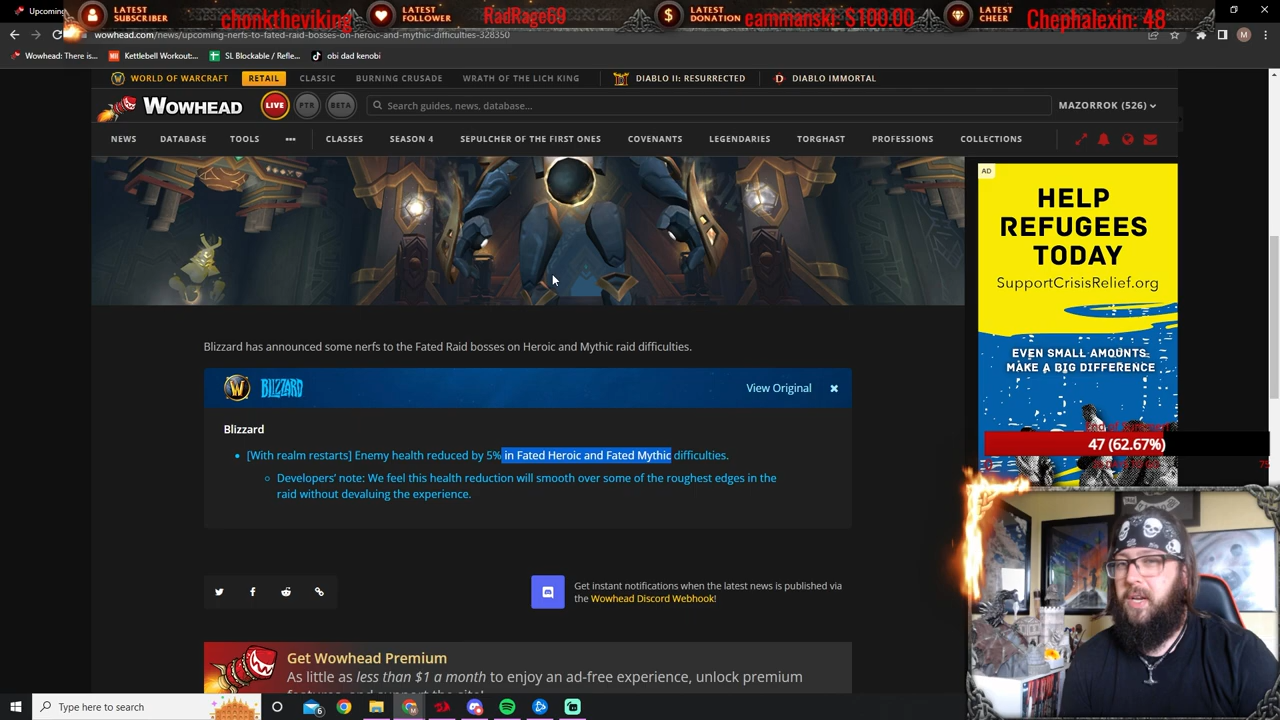 Upcoming
LATEST SUBSCRIBER
chonktheviking
LATEST FOLLOWER
RadRage69
LATEST DONATION
eammanski: $100.00
LATEST CHEER
Chephalexin: 48
wowhead.com/news/upcoming-nerfs-to-fated-raid-bosses-on-heroic-and-mythic-difficulties-328350
Wowhead: There is...
Kettlebell Workout:...
SL Blockable / Refle...
obi dad kenobi
WORLD OF WARCRAFT
RETAIL
CLASSIC
BURNING CRUSADE
WRATH OF THE LICH KING
DIABLO II: RESURRECTED
DIABLO IMMORTAL
WOWHEAD
LIVE
PTR
BETA
Search guides, news, database...
MAZORROK (526)
NEWS
DATABASE
TOOLS
CLASSES
SEASON 4
SEPULCHER OF THE FIRST ONES
COVENANTS
LEGENDARIES
TORGHAST
PROFESSIONS
COLLECTIONS
AD
HELP
REFUGEES
TODAY
SupportCrisisRelief.org
EVEN SMALL AMOUNTS
MAKE A BIG DIFFERENCE
Blizzard has announced some nerfs to the Fated Raid bosses on Heroic and Mythic raid difficulties.
BLIZZARD
View Original
Blizzard
[With realm restarts] Enemy health reduced by 5% in Fated Heroic and Fated Mythic difficulties.
Developers' note: We feel this health reduction will smooth over some of the roughest edges in the
raid without devaluing the experience.
47 (62.67%)
Get instant notifications when the latest news is published via
the Wowhead Discord Webhook!
Get Wowhead Premium
As little as less than $1 a month to enjoy an ad-free experience, unlock premium
Type here to search